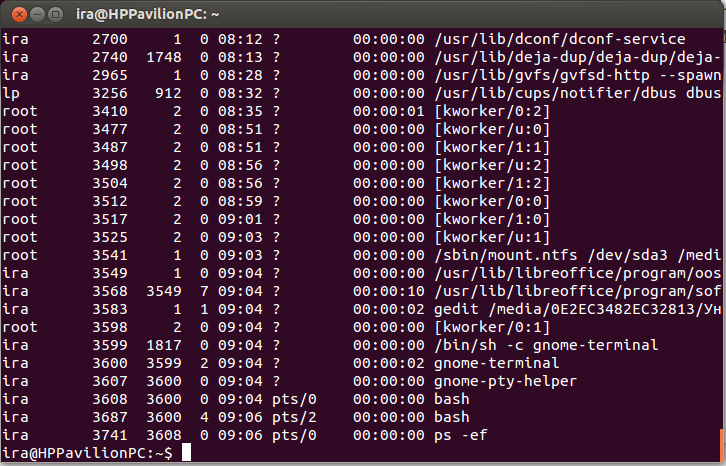 ira@HPPavilionPC: ~
ira 2700 1 0 08:12 ? 00:00:00 /usr/lib/dconf/dconf-service
ira 2740 1748 0 08:13 ? 00:00:00 /usr/lib/deja-dup/deja-dup/deja-
ira 2965 1 0 08:28 ? 00:00:00 /usr/lib/gvfs/gvfsd-http --spawn
lp 3256 912 0 08:32 ? 00:00:00 /usr/lib/cups/notifier/dbus dbus
root 3410 2 0 08:35 ? 00:00:01 [kworker/0:2]
root 3477 2 0 08:51 ? 00:00:00 [kworker/u:0]
root 3487 2 0 08:51 ? 00:00:00 [kworker/1:1]
root 3498 2 0 08:56 ? 00:00:00 [kworker/u:2]
root 3504 2 0 08:56 ? 00:00:00 [kworker/1:2]
root 3512 2 0 08:59 ? 00:00:00 [kworker/0:0]
root 3517 2 0 09:01 ? 00:00:00 [kworker/1:0]
root 3525 2 0 09:03 ? 00:00:00 [kworker/u:1]
root 3541 1 0 09:03 ? 00:00:00 /sbin/mount.ntfs /dev/sda3 /medi
ira 3549 1 0 09:04 ? 00:00:00 /usr/lib/libreoffice/program/oos
ira 3568 3549 7 09:04 ? 00:00:10 /usr/lib/libreoffice/program/sof
ira 3583 1 1 09:04 ? 00:00:02 gedit /media/0E2EC3482EC32813/Ун
root 3598 2 0 09:04 ? 00:00:00 [kworker/0:1]
ira 3599 1817 0 09:04 ? 00:00:00 /bin/sh -c gnome-terminal
ira 3600 3599 2 09:04 ? 00:00:02 gnome-terminal
ira 3607 3600 0 09:04 ? 00:00:00 gnome-pty-helper
ira 3608 3600 0 09:04 pts/0 00:00:00 bash
ira 3687 3600 4 09:06 pts/2 00:00:00 bash
ira 3741 3608 0 09:06 pts/0 00:00:00 ps -ef
ira@HPPavilionPC:~$